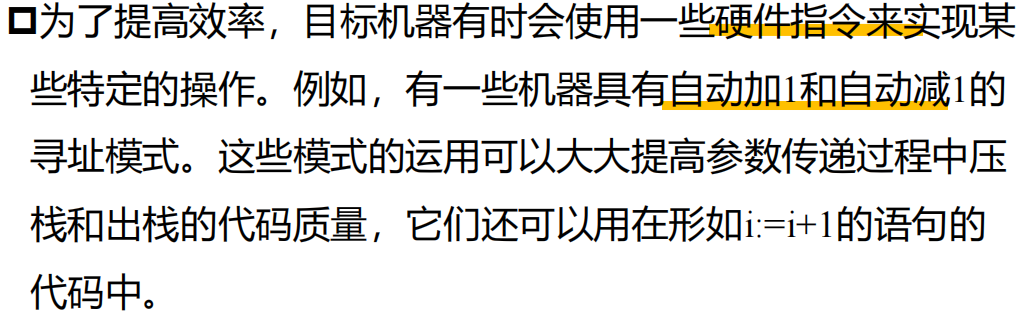 为了提高效率，目标机器有时会使用一些硬件指令来实现某
些特定的操作。例如，有一些机器具有自动加1和自动减1的
寻址模式。这些模式的运用可以大大提高参数传递过程中压
栈和出栈的代码质量，它们还可以用在形如i:=i+1的语句的
代码中。